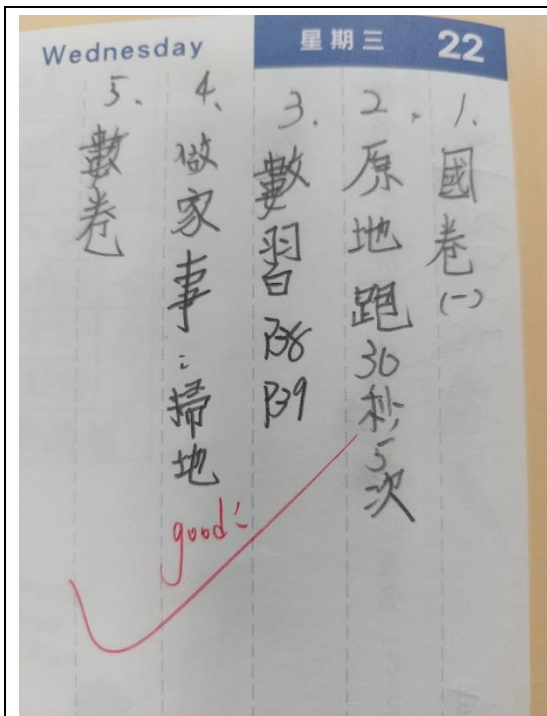 Wednesday 星期三 22
1、國卷(一)
2、原地跑30秒5次
3、數習P38 P39
4、做家事:掃地
5、數卷
good!